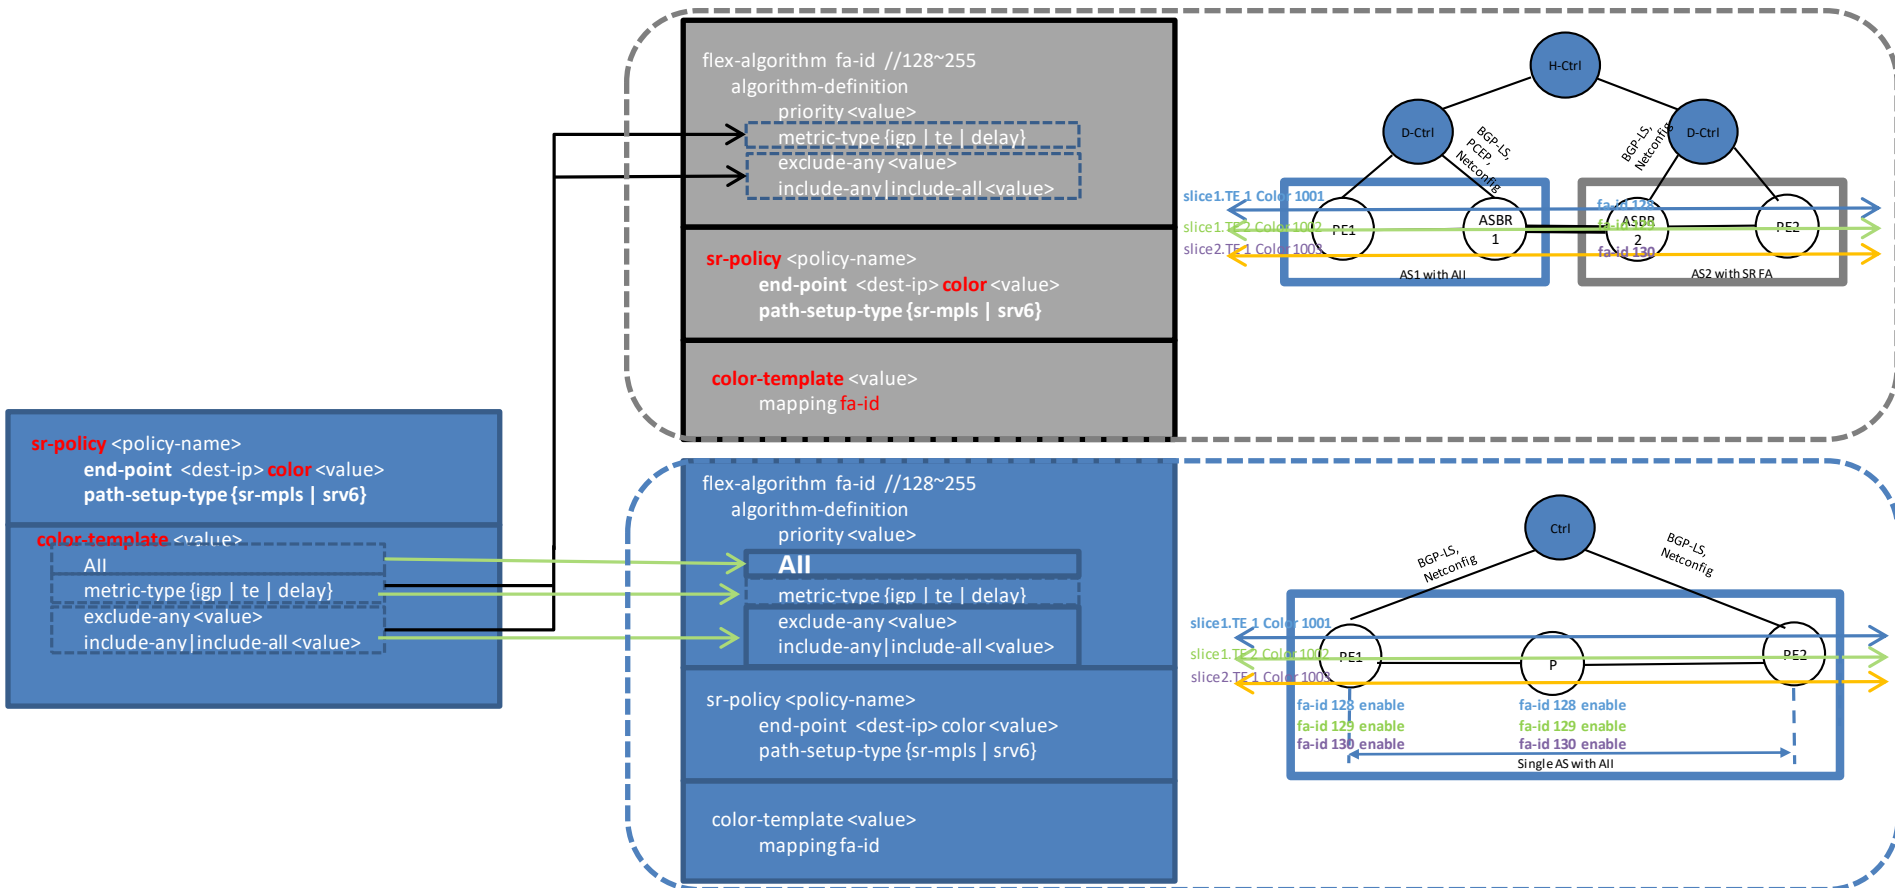 flex-algorithm fa-id //128~255
algorithm-definition
priority <value>
metric-type {igp | te | delay}
exclude-any <value>
include-any|include-all <value>
sr-policy <policy-name>
end-point <dest-ip> color <value>
path-setup-type {sr-mpls | srv6}
color-template <value>
mapping fa-id
H-Ctrl
D-Ctrl
D-Ctrl
BGP-LS,
PCEP,
Netconfig
BGP-LS,
Netconfig
slice1.TE 1 Color 1001
slice1.TE 2 Color 1002
slice2.TE 1 Color 1003
PE1
ASBR
1
fa-id 128
ASBR
2
fa-id 129
fa-id 130
PE2
AS1 with AII
AS2 with SR FA
sr-policy <policy-name>
end-point <dest-ip> color <value>
path-setup-type {sr-mpls | srv6}
color-template <value>
AII
metric-type {igp | te | delay}
exclude-any <value>
include-any|include-all <value>
flex-algorithm fa-id //128~255
algorithm-definition
priority <value>
AII
metric-type {igp | te | delay}
exclude-any <value>
include-any|include-all <value>
sr-policy <policy-name>
end-point <dest-ip> color <value>
path-setup-type {sr-mpls | srv6}
color-template <value>
mapping fa-id
Ctrl
BGP-LS,
Netconfig
BGP-LS,
Netconfig
slice1.TE 1 Color 1001
slice1.TE 2 Color 1002
slice2.TE 1 Color 1003
PE1
P
PE2
fa-id 128 enable
fa-id 129 enable
fa-id 130 enable
fa-id 128 enable
fa-id 129 enable
fa-id 130 enable
Single AS with AII